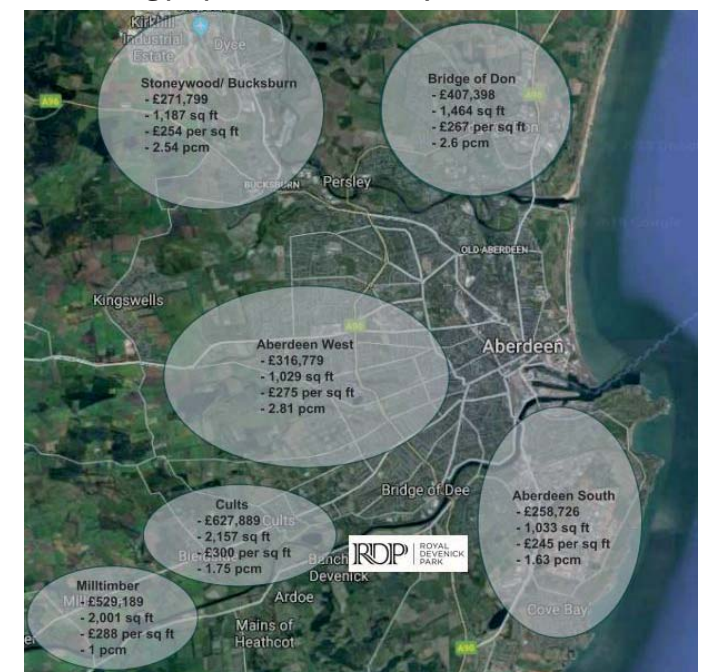 Kirkhill
Industrial
Estate
Dyce
Stoneywood/ Bucksburn
- £271,799
- 1,187 sq ft
- £254 per sq ft
- 2.54 pcm
A96
Bridge of Don
- £407,398
- 1,464 sq ft
- £267 per sq ft
- 2.6 pcm
BUCKSBURN
Persley
OLD ABERDEEN
Kingswells
Aberdeen West
- £316,779
- 1,029 sq ft
- £275 per sq ft
- 2.81 pcm
Aberdeen
Bridge of Dee
Cults
- £627,889
- 2,157 sq ft
- £300 per sq ft
- 1.75 pcm
Cults
Aberdeen South
- £258,726
- 1,033 sq ft
- £245 per sq ft
- 1.63 pcm
RDP
ROYAL
DEVENICK
PARK
Devenick
Milltimber
- £529,189
- 2,001 sq ft
- £288 per sq ft
- 1 pcm
Ardoe
Mains of
Heathcot
Cove Bay
A90